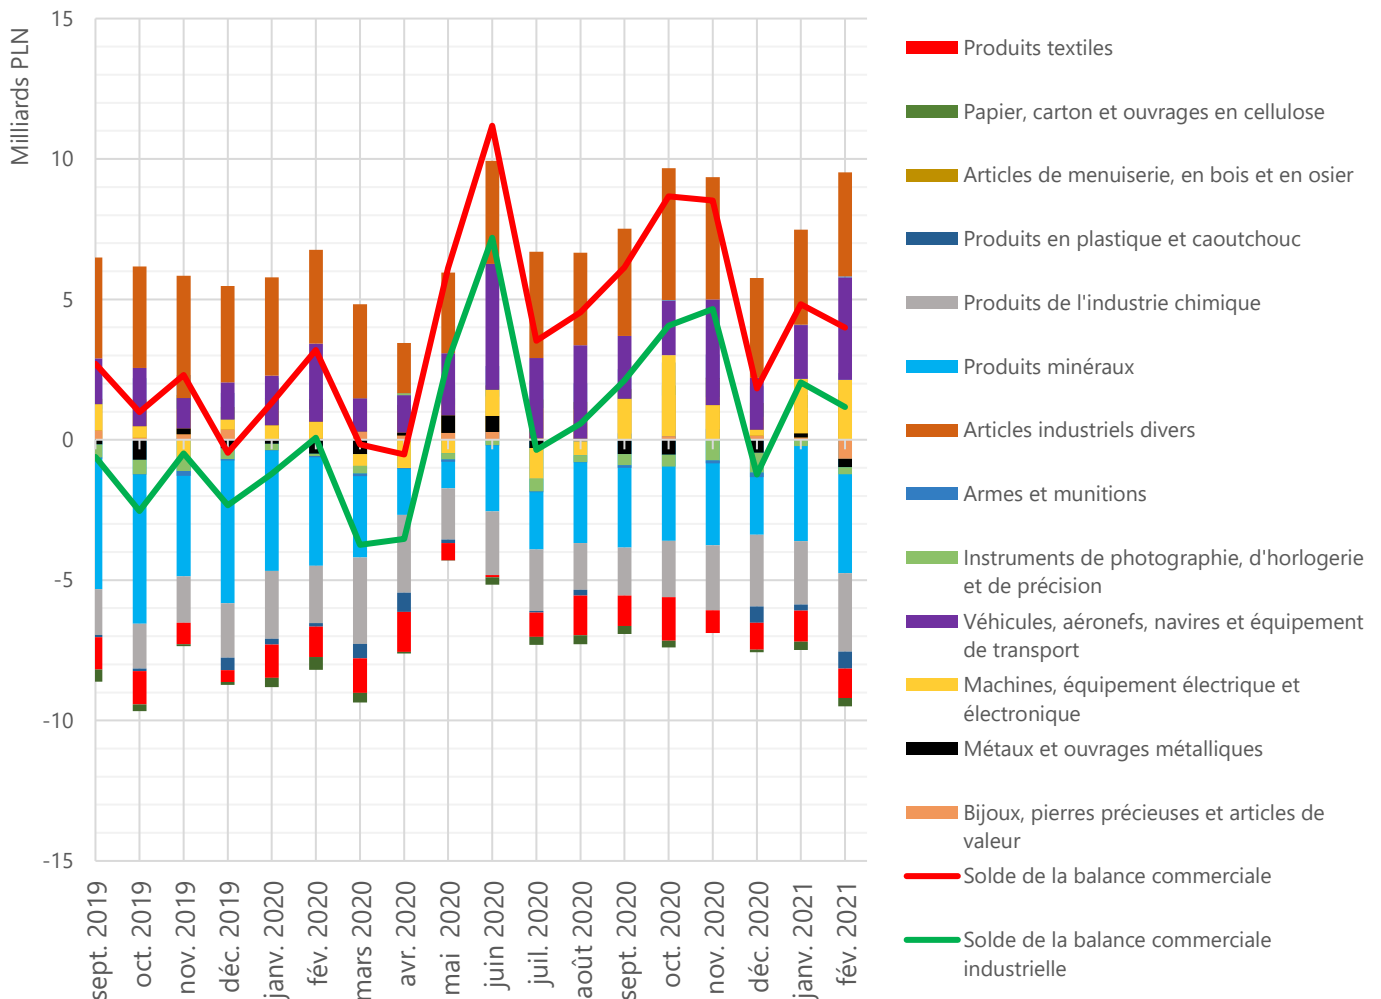 Milliards PLN
15
10
5
0
-5
-10
-15
sept. 2019
oct. 2019
nov. 2019
déc. 2019
janv. 2020
fév. 2020
mars 2020
avr. 2020
mai 2020
juin 2020
juil. 2020
août 2020
sept. 2020
oct. 2020
nov. 2020
déc. 2020
janv. 2021
fév. 2021
Produits textiles
Papier, carton et ouvrages en cellulose
Articles de menuiserie, en bois et en osier
Produits en plastique et caoutchouc
Produits de l'industrie chimique
Produits minéraux
Articles industriels divers
Armes et munitions
Instruments de photographie, d'horlogerie
et de précision
Véhicules, aéronefs, navires et équipement
de transport
Machines, équipement électrique et
électronique
Métaux et ouvrages métalliques
Bijoux, pierres précieuses et articles de
valeur
Solde de la balance commerciale
Solde de la balance commerciale
industrielle